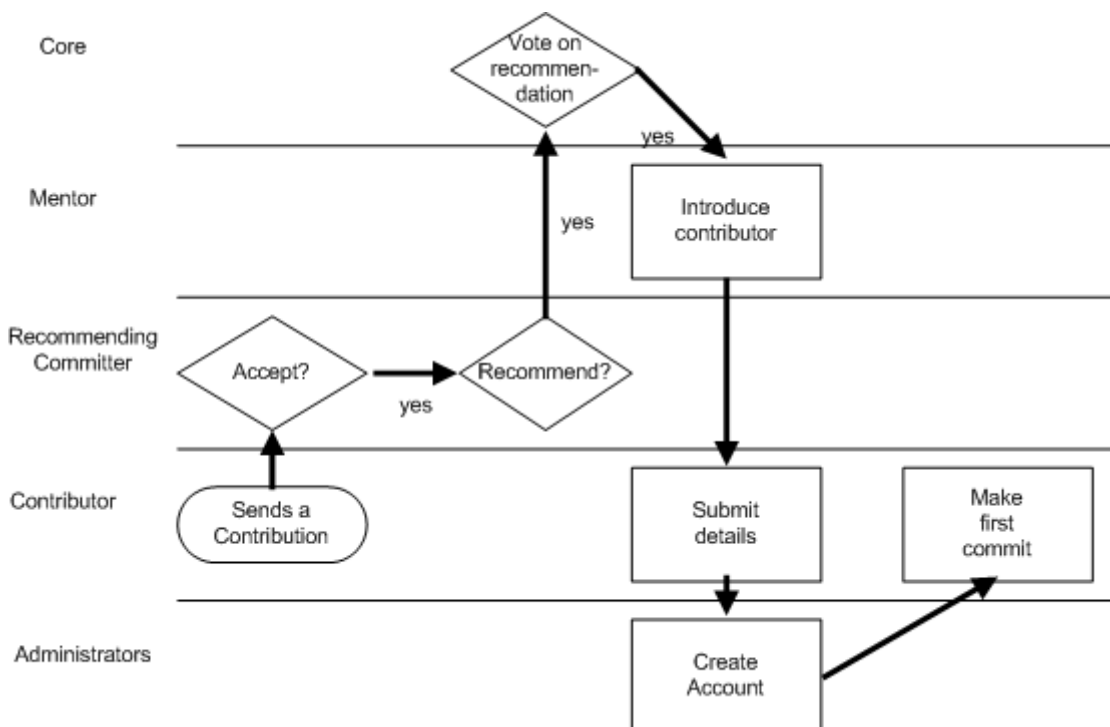 Core
Vote on
recommen-
dation
yes
Mentor
Introduce
contributor
yes
Recommending
Committer
Accept?
yes
Recommend?
Contributor
Sends a
Contribution
Submit
details
Make
first
commit
Administrators
Create
Account